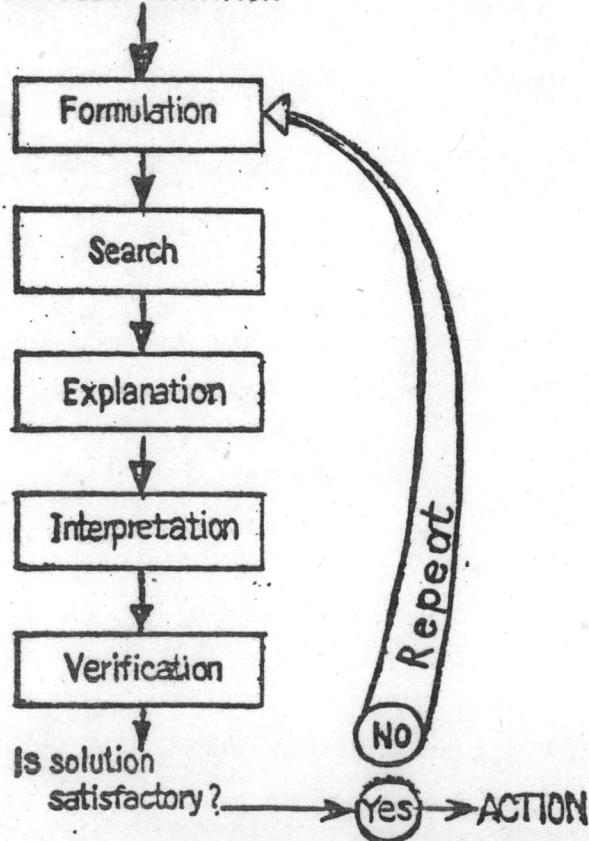 Formulation
Search
Explanation
Interpretation
Verification
Is solution
satisfactory?
Repeat
NO
Yes
ACTION